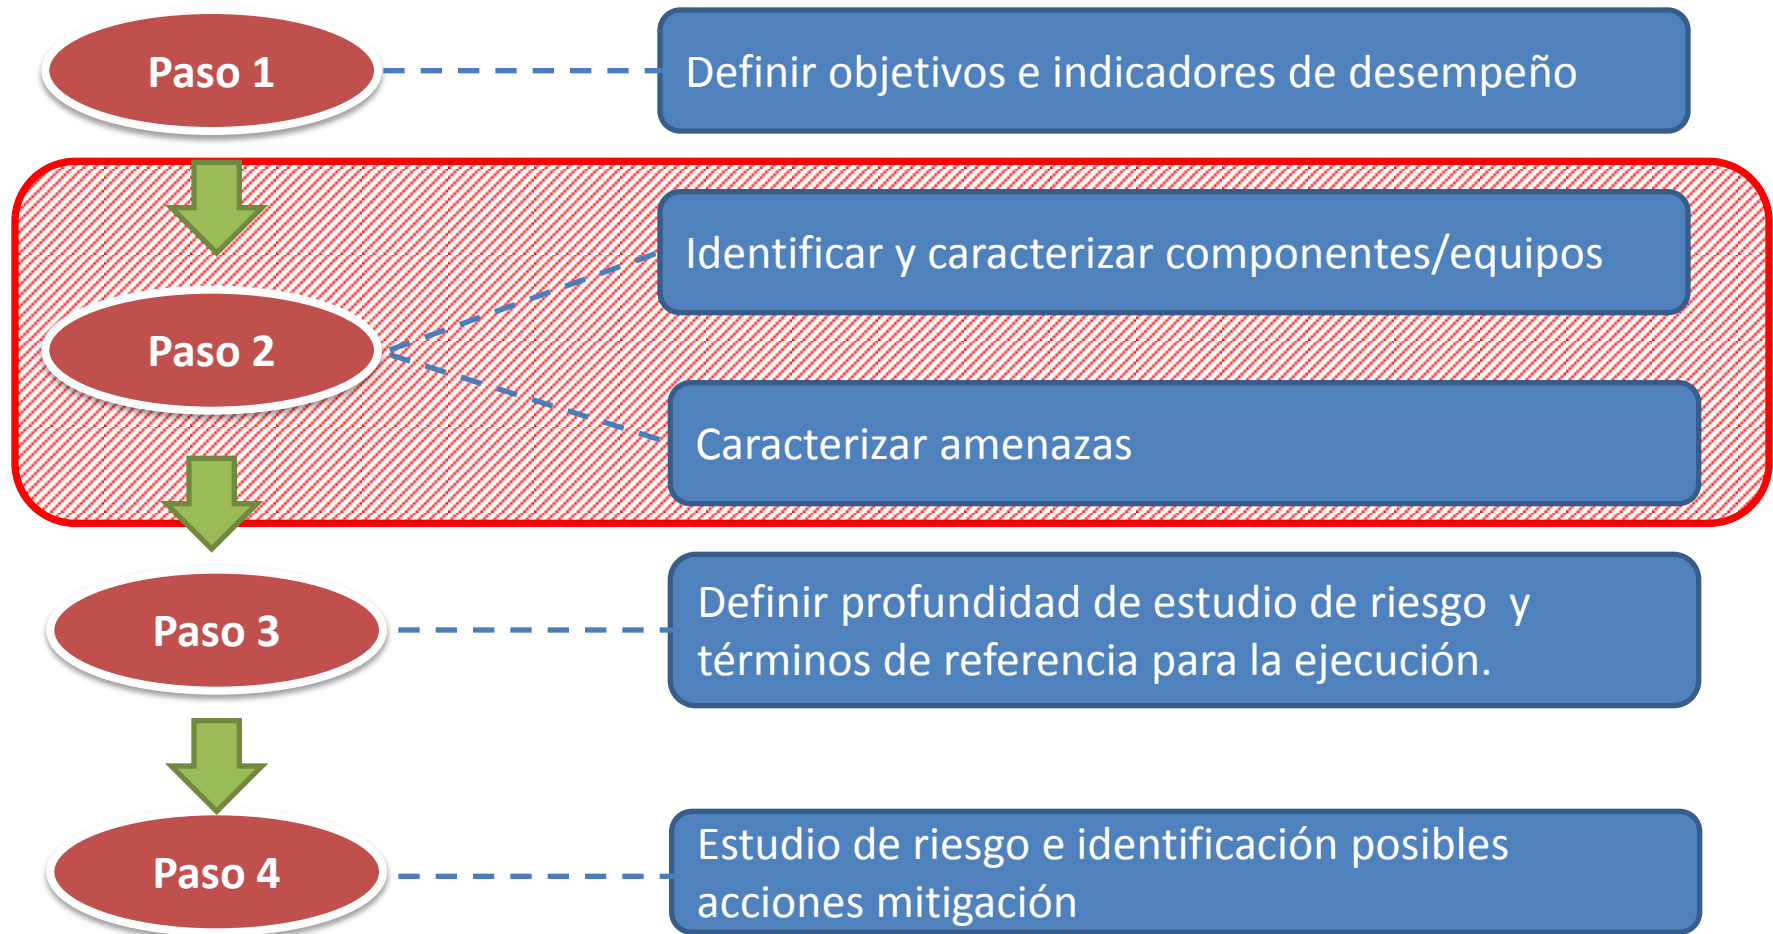 Paso 1
Definir objetivos e indicadores de desempeño
Identificar y caracterizar componentes/equipos
Paso 2
Caracterizar amenazas
Paso 3
Definir profundidad de estudio de riesgo y
términos de referencia para la ejecución.
Paso 4
Estudio de riesgo e identificación posibles
acciones mitigación